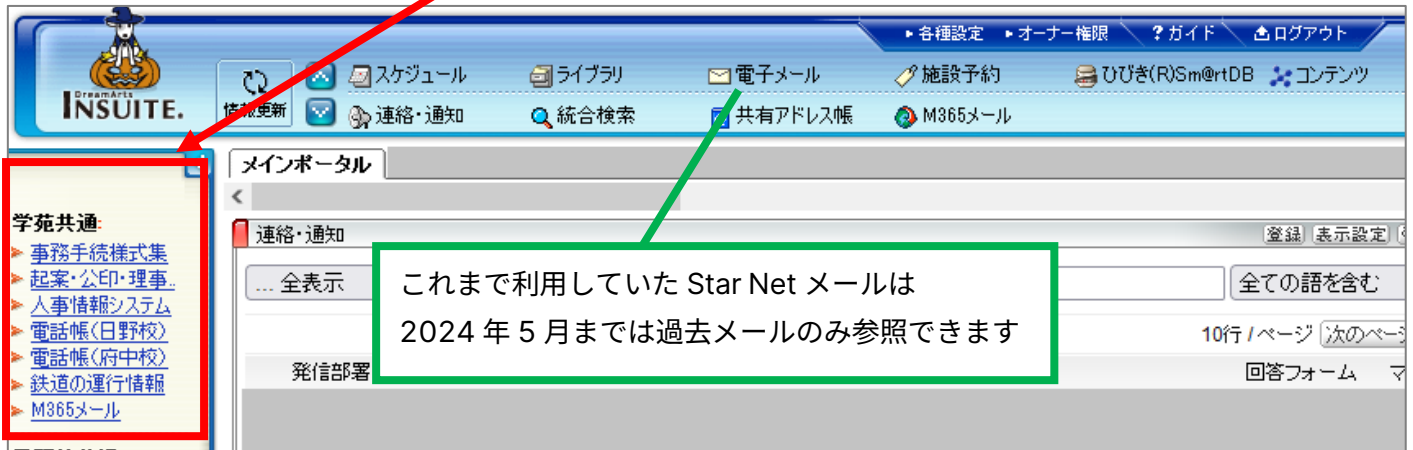 ▸各種設定 ▸オーナー権限 ?ガイド ログアウト
DreamArts
INSUITE.
情報更新
スケジュール ライブラリ 電子メール 施設予約 ひびき(R)Sm@rtDB コンテンツ
連絡・通知 統合検索 共有アドレス帳 M365メール
メインポータル
学苑共通:
事務手続様式集
起案・公印・理事..
人事情報システム
電話帳(日野校)
電話帳(府中校)
鉄道の運行情報
M365メール
連絡・通知 登録 表示設定
... 全表示 全ての語を含む
これまで利用していた Star Net メールは
2024 年 5 月までは過去メールのみ参照できます
10行 / ページ 次のペー
発信部署 回答フォーム マ